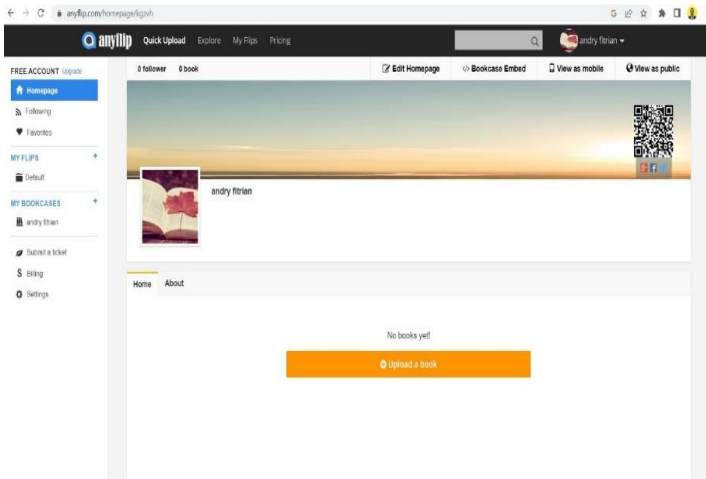 anyflip.com/homepage/kgzvh
anyflip Quick Upload Explore My Flips Pricing andry fitrian
FREE ACCOUNT Upgrade
Homepage
Following
Favorites
MY FLIPS +
Default
MY BOOKCASES +
andry fitrian
Submit a ticket
$ Billing
Settings
0 follower 0 book Edit Homepage </> Bookcase Embed View as mobile View as public
andry fitrian
Home About
No books yet!
Upload a book